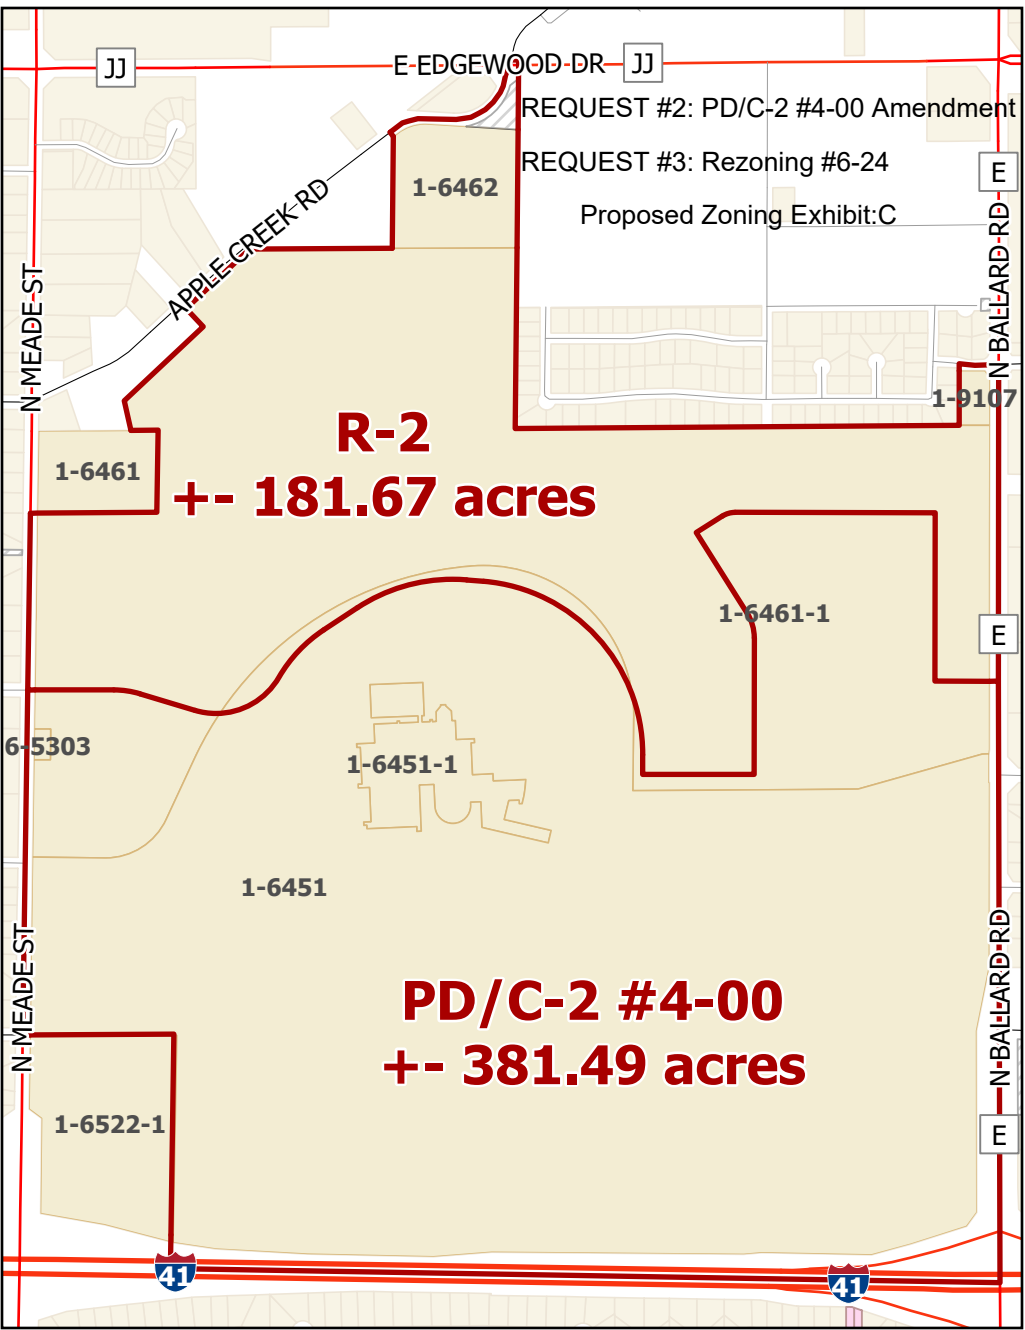 JJ
E EDGEWOOD DR
JJ
REQUEST #2: PD/C-2 #4-00 Amendment
REQUEST #3: Rezoning #6-24
Proposed Zoning Exhibit:C
E
1-6462
APPLE CREEK RD
N MEADE ST
N BALLARD RD
1-9107
R-2
+- 181.67 acres
1-6461
1-6461-1
E
6-5303
1-6451-1
1-6451
N MEADE ST
N BALLARD RD
PD/C-2 #4-00
+- 381.49 acres
1-6522-1
E
41
41